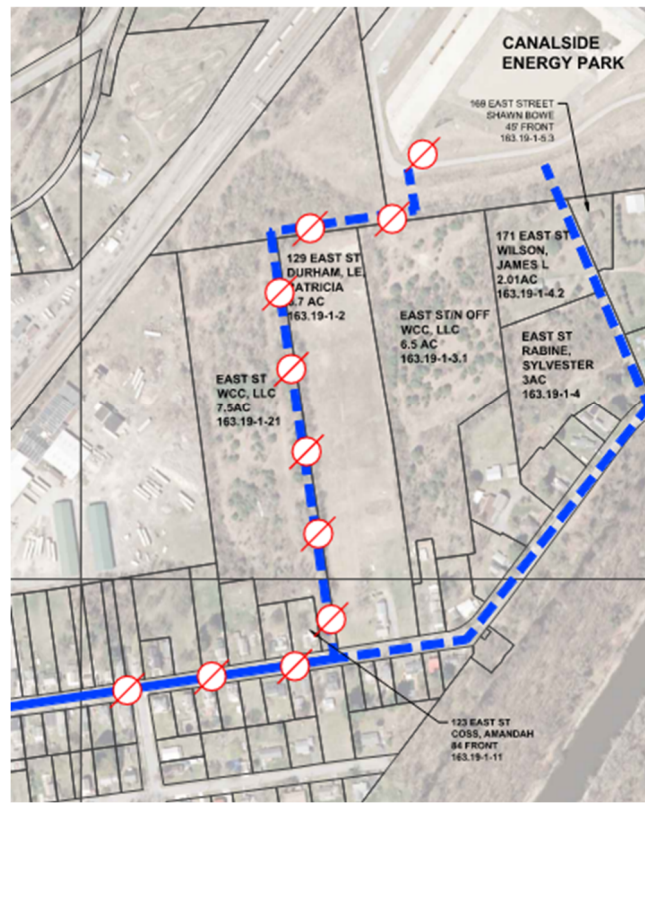 CANALSIDE
ENERGY PARK
169 EAST STREET
SHAWN BOWE
45' FRONT
163.19-1-5.3
171 EAST ST
WILSON,
JAMES L
2.01AC
163.19-1-4.2
129 EAST ST
DURHAM, LE
PATRICIA
6.7 AC
163.19-1-2
EAST ST/N OFF
WCC, LLC
6.5 AC
163.19-1-3.1
EAST ST
RABINE,
SYLVESTER
3AC
163.19-1-4
EAST ST
WCC, LLC
7.5AC
163.19-1-21
123 EAST ST
COSS, AMANDAH
84 FRONT
163.19-1-11